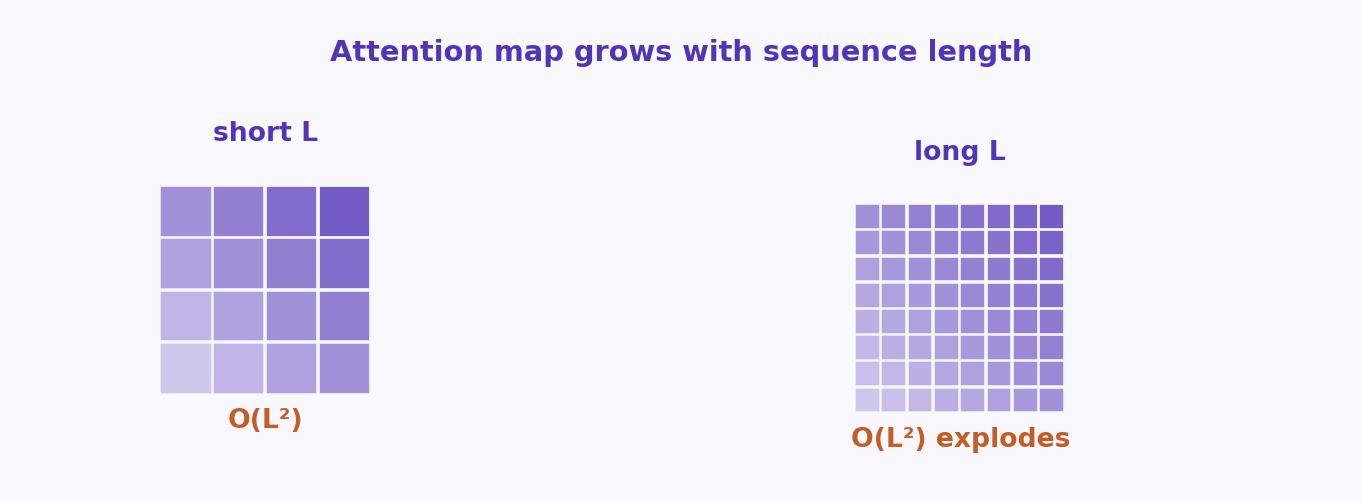 Attention map grows with sequence length
short L
long L
O(L²)
O(L²) explodes